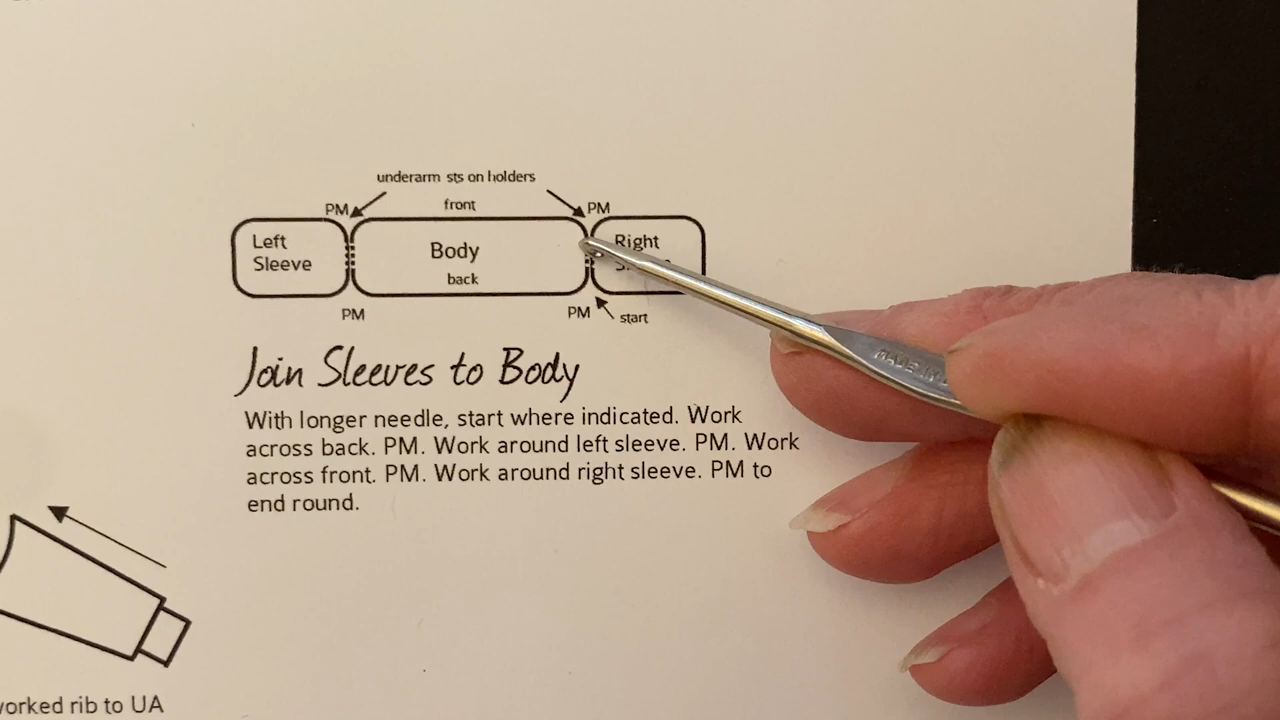 underarm sts on holders
PM front PM
Left Sleeve
Body
back
Right
PM PM start
Join Sleeves to Body
With longer needle, start where indicated. Work
across back. PM. Work around left sleeve. PM. Work
across front. PM. Work around right sleeve. PM to
end round.
worked rib to UA
MADE IN